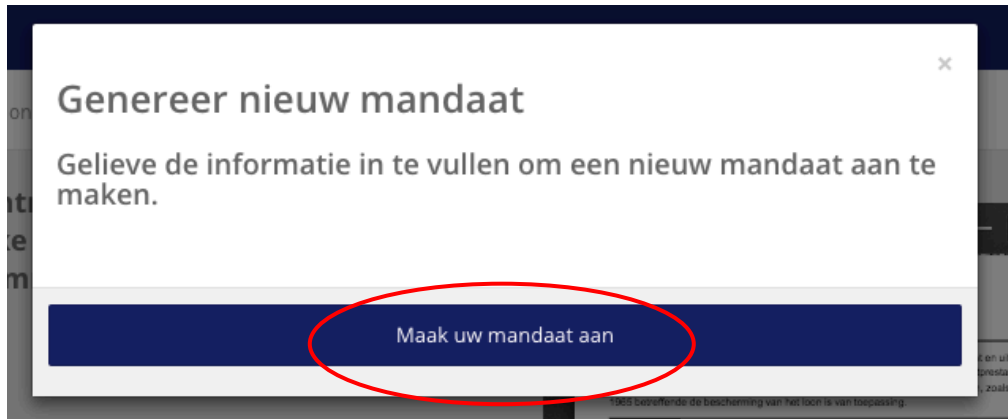 ×
Genereer nieuw mandaat
on
Gelieve de informatie in te vullen om een nieuw mandaat aan te
maken.
Maak uw mandaat aan
1965 betreffende de bescherming van het loon is van toepassing.